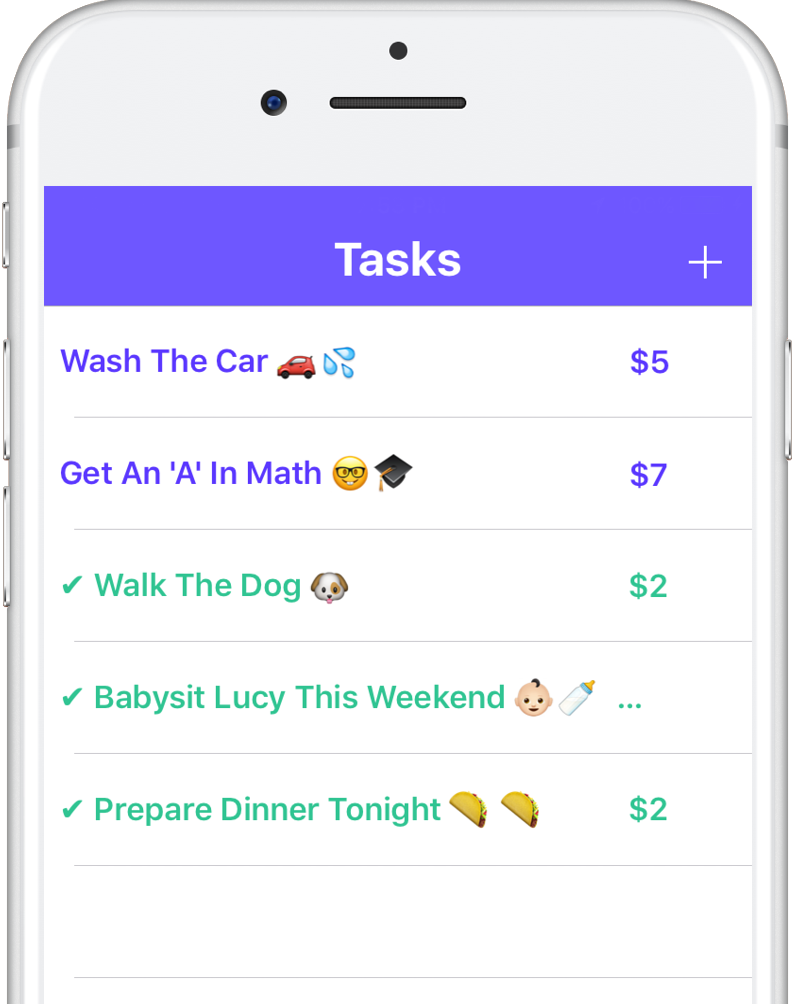 Tasks +
Wash The Car 🚗💦 $5
Get An 'A' In Math 🤓🎓 $7
✔ Walk The Dog 🐶 $2
✔ Babysit Lucy This Weekend 👶🏻🍼 ...
✔ Prepare Dinner Tonight 🌮 🌮 $2